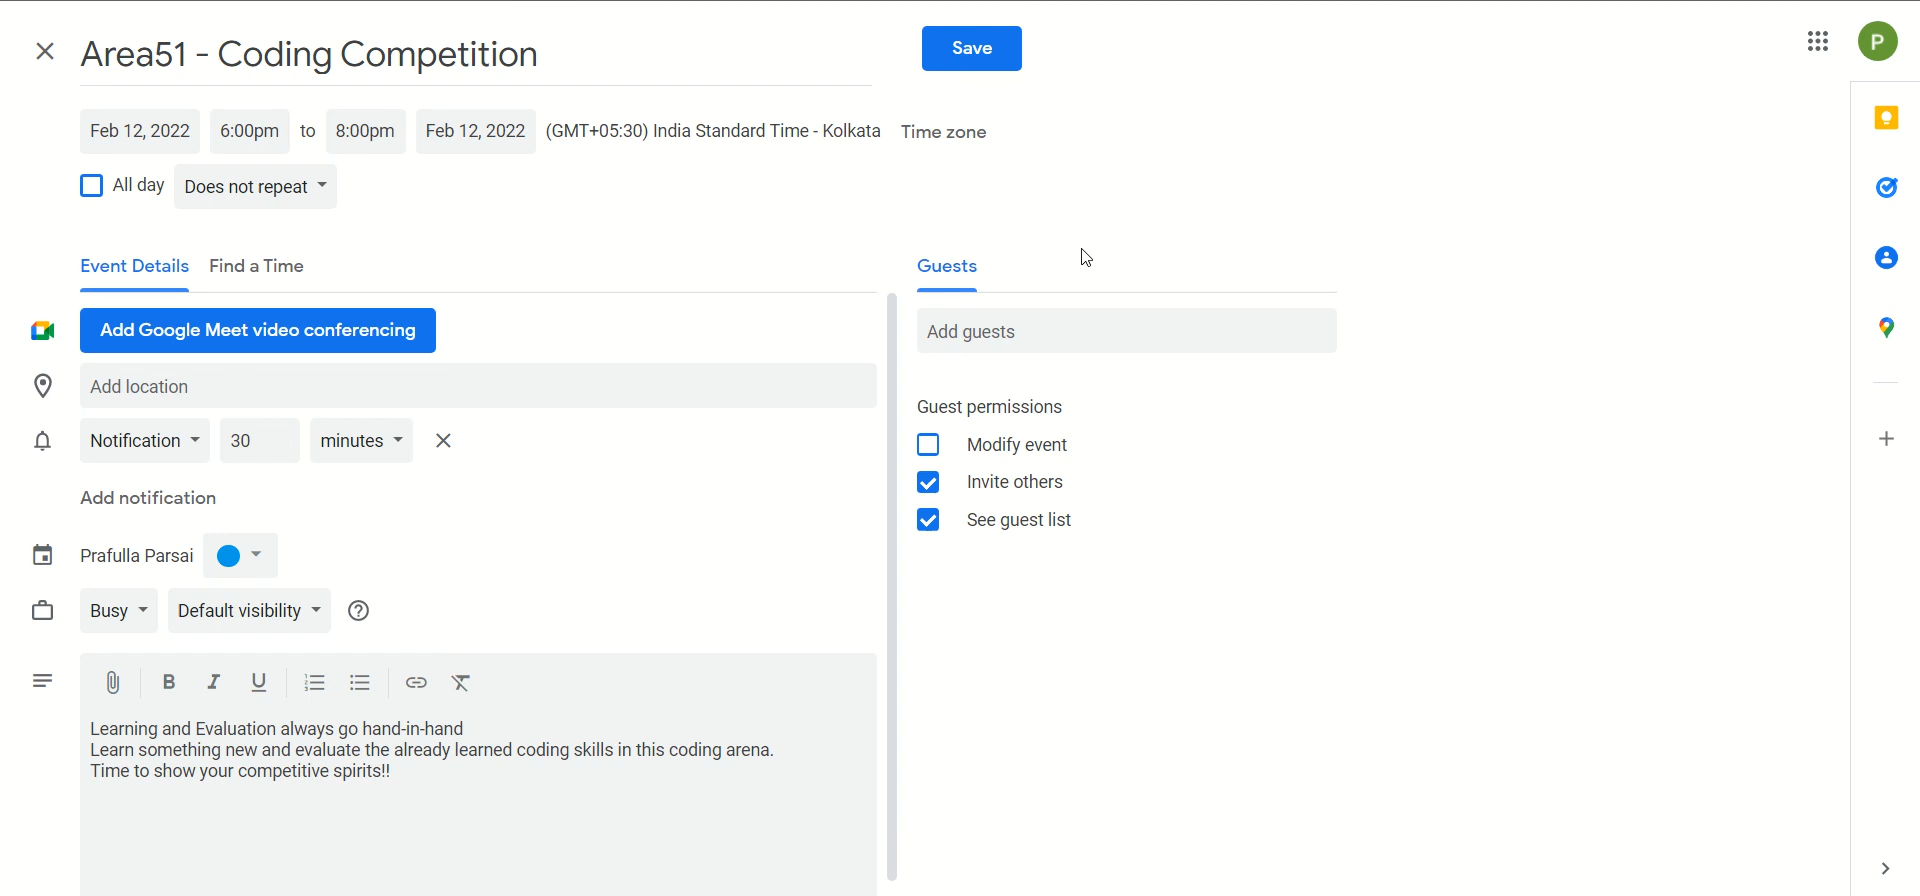 Area51 - Coding Competition
Save
P
Feb 12, 2022 6:00pm to 8:00pm Feb 12, 2022 (GMT+05:30) India Standard Time - Kolkata Time zone
All day Does not repeat
Event Details Find a Time
Guests
Add Google Meet video conferencing
Add guests
Add location
Guest permissions
Notification 30 minutes
Modify event
Invite others
Add notification
See guest list
Prafulla Parsai
Busy Default visibility
B I U
Learning and Evaluation always go hand-in-hand
Learn something new and evaluate the already learned coding skills in this coding arena.
Time to show your competitive spirits!!